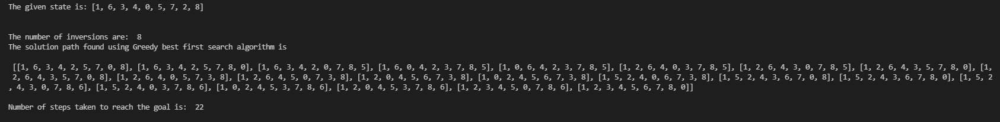 The given state is: [1, 6, 3, 4, 0, 5, 7, 2, 8]
The number of inversions are:  8
The solution path found using Greedy best first search algorithm is
[[1, 6, 3, 4, 2, 5, 7, 0, 8], [1, 6, 3, 4, 2, 5, 7, 8, 0], [1, 6, 3, 4, 2, 0, 7, 8, 5], [1, 6, 0, 4, 2, 3, 7, 8, 5], [1, 0, 6, 4, 2, 3, 7, 8, 5], [1, 2, 6, 4, 0, 3, 7, 8, 5], [1, 2, 6, 4, 3, 0, 7, 8, 5], [1, 2, 6, 4, 3, 5, 7, 8, 0], [1,
2, 6, 4, 3, 5, 7, 0, 8], [1, 2, 6, 4, 0, 5, 7, 3, 8], [1, 2, 6, 4, 5, 0, 7, 3, 8], [1, 2, 0, 4, 5, 6, 7, 3, 8], [1, 0, 2, 4, 5, 6, 7, 3, 8], [1, 5, 2, 4, 0, 6, 7, 3, 8], [1, 5, 2, 4, 3, 6, 7, 0, 8], [1, 5, 2, 4, 3, 6, 7, 8, 0], [1, 5, 2
, 4, 3, 0, 7, 8, 6], [1, 5, 2, 4, 0, 3, 7, 8, 6], [1, 0, 2, 4, 5, 3, 7, 8, 6], [1, 2, 0, 4, 5, 3, 7, 8, 6], [1, 2, 3, 4, 5, 0, 7, 8, 6], [1, 2, 3, 4, 5, 6, 7, 8, 0]]
Number of steps taken to reach the goal is:  22